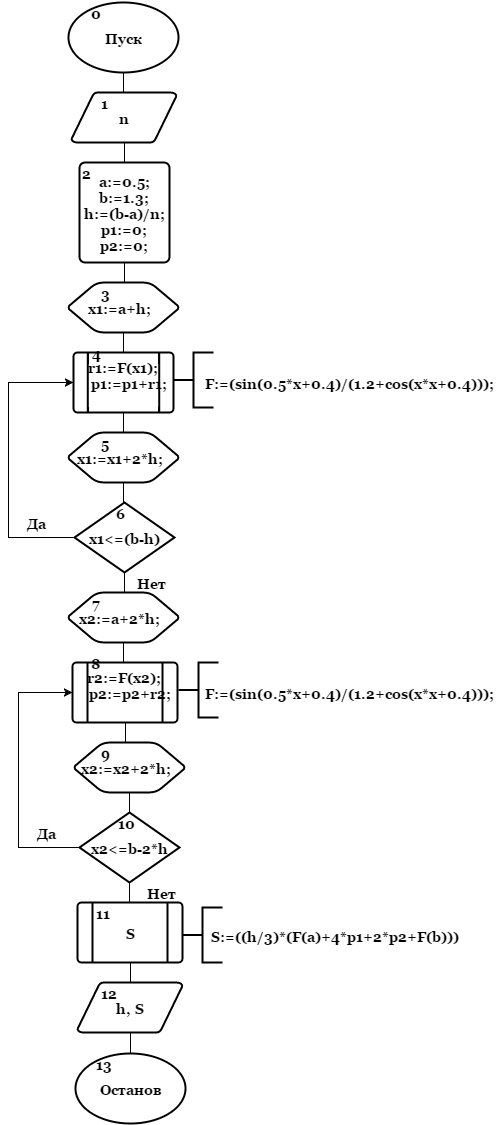 0
Пуск
1
n
2
a:=0.5;
b:=1.3;
h:=(b-a)/n;
p1:=0;
p2:=0;
3
x1:=a+h;
4
r1:=F(x1);
p1:=p1+r1;
F:=(sin(0.5*x+0.4)/(1.2+cos(x*x+0.4)));
5
x1:=x1+2*h;
6
Да
x1<=(b-h)
Нет
7
x2:=a+2*h;
8
r2:=F(x2);
p2:=p2+r2;
F:=(sin(0.5*x+0.4)/(1.2+cos(x*x+0.4)));
9
x2:=x2+2*h;
10
Да
x2<=b-2*h
Нет
11
S
S:=((h/3)*(F(a)+4*p1+2*p2+F(b)))
12
h, S
13
Останов